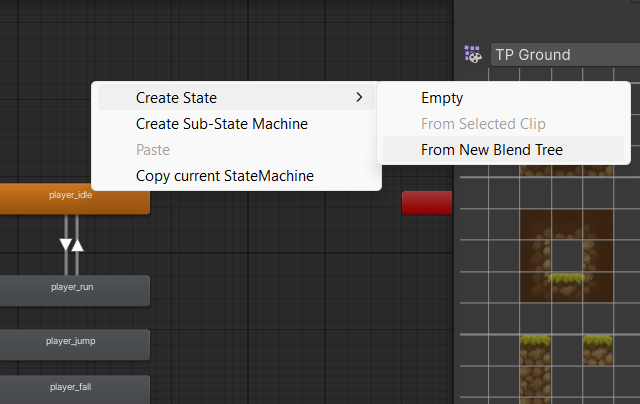 TP Ground
Create State
Create Sub-State Machine
Paste
Copy current StateMachine
Empty
From Selected Clip
From New Blend Tree
player_idle
player_run
player_jump
player_fall